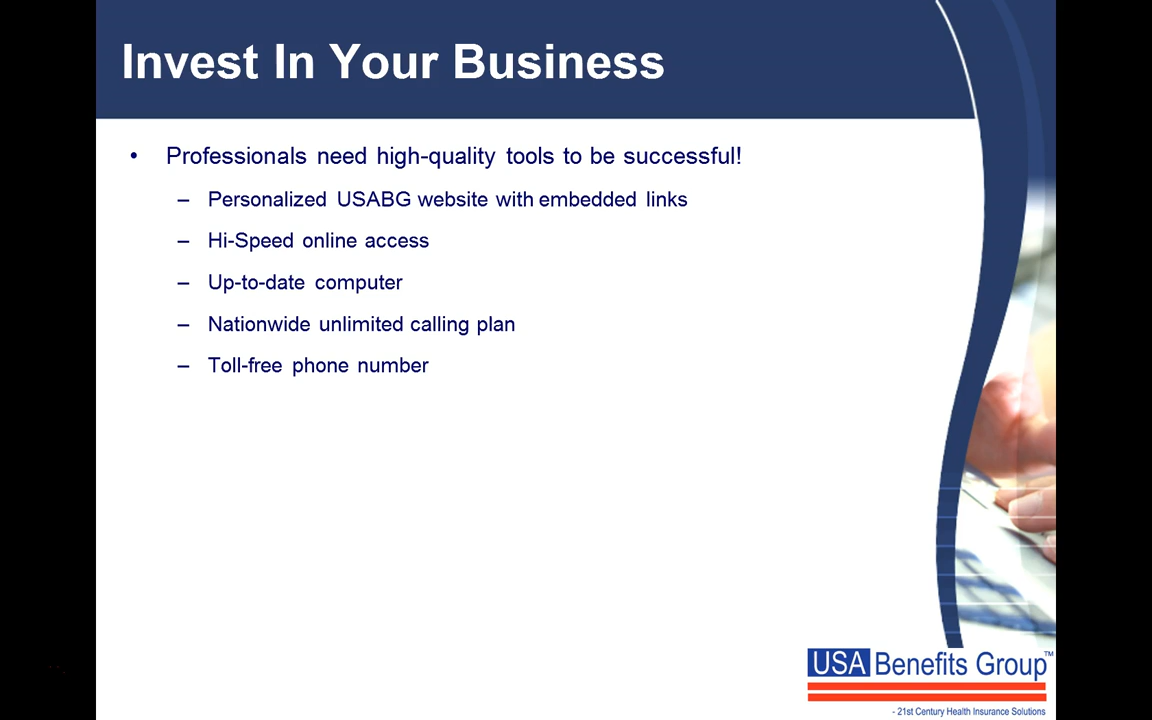 Invest In Your Business
• Professionals need high-quality tools to be successful!
– Personalized USABG website with embedded links
– Hi-Speed online access
– Up-to-date computer
– Nationwide unlimited calling plan
– Toll-free phone number
USA Benefits Group™
- 21st Century Health Insurance Solutions